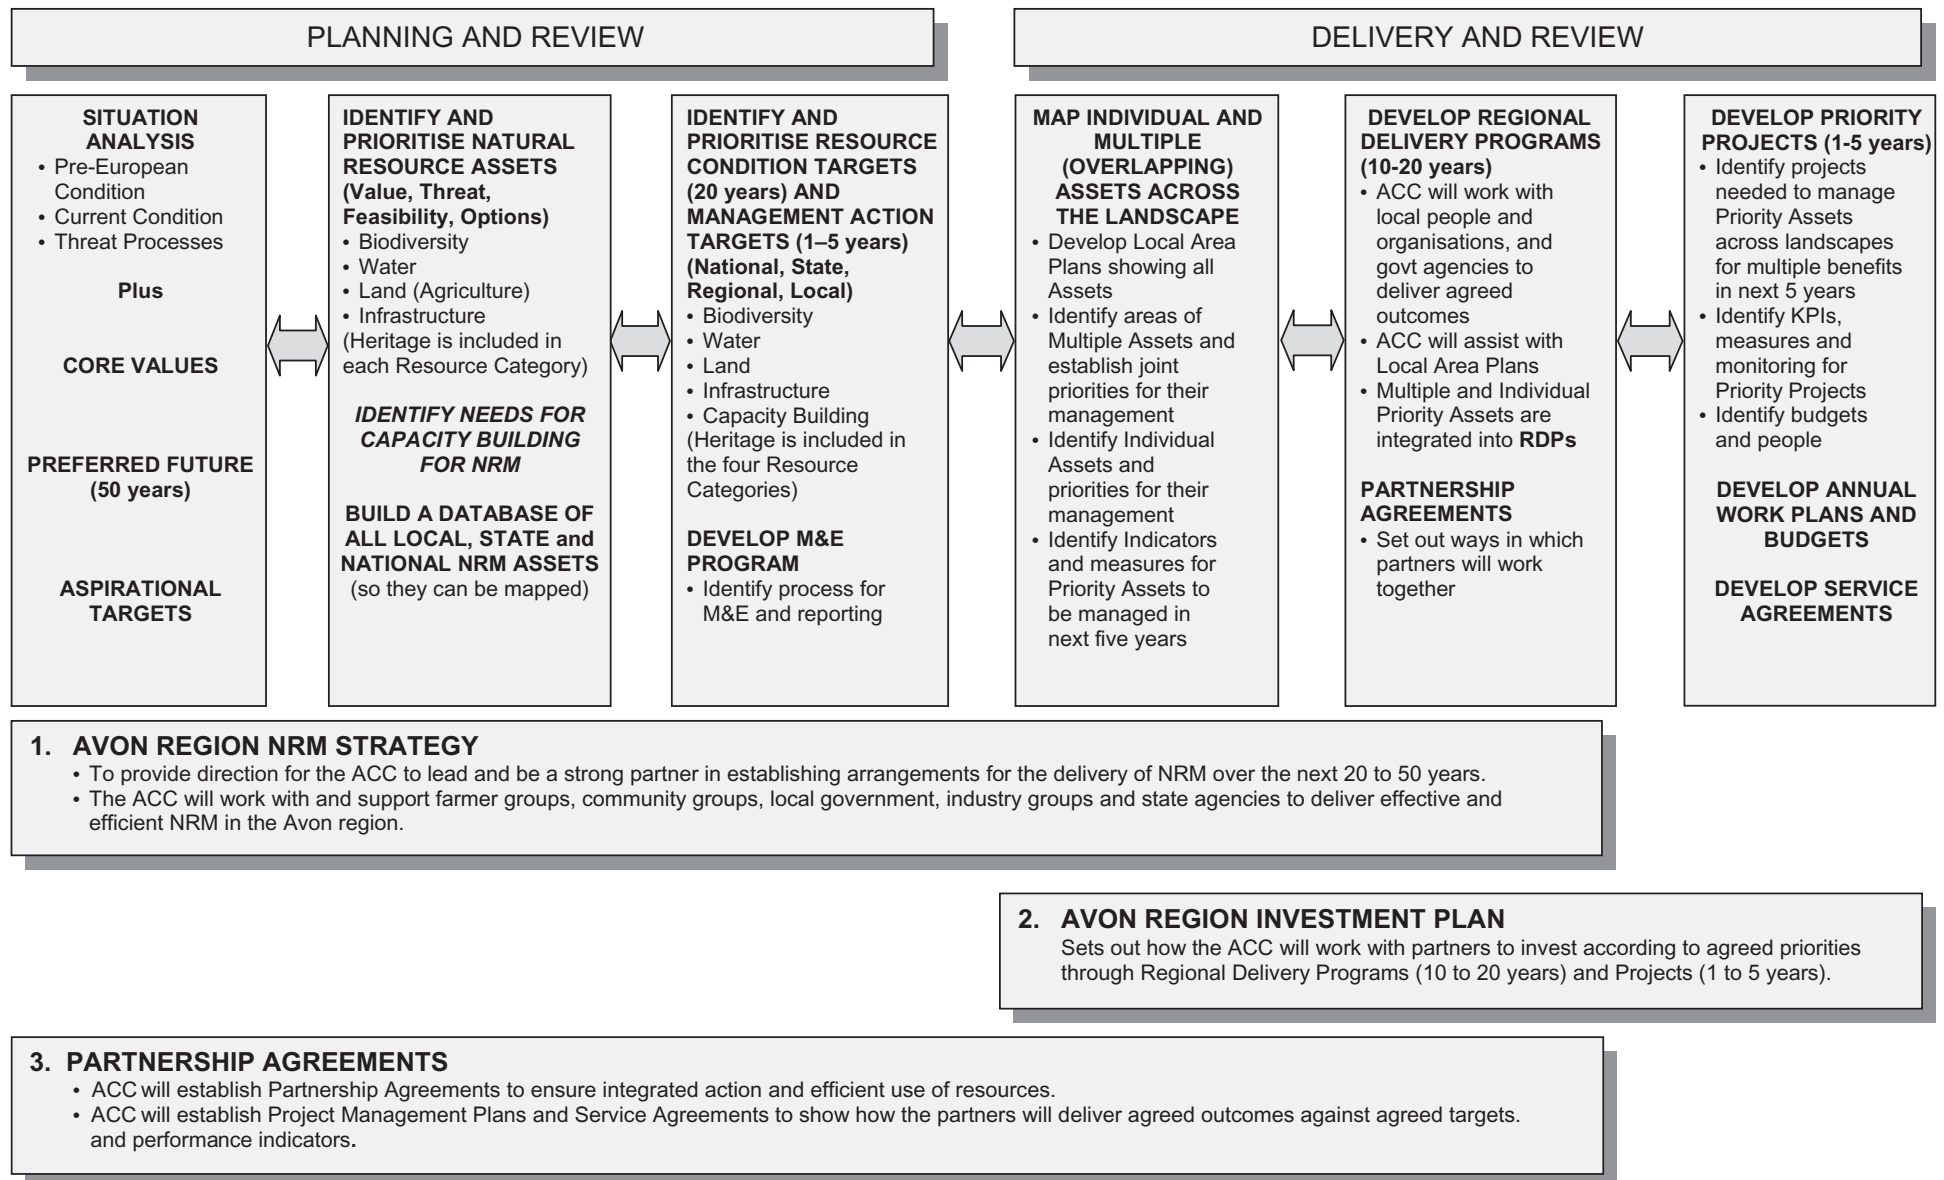 PLANNING AND REVIEW
DELIVERY AND REVIEW
SITUATION
ANALYSIS
• Pre-European
Condition
• Current Condition
• Threat Processes
Plus
CORE VALUES
PREFERRED FUTURE
(50 years)
ASPIRATIONAL
TARGETS
IDENTIFY AND
PRIORITISE NATURAL
RESOURCE ASSETS
(Value, Threat,
Feasibility, Options)
• Biodiversity
• Water
• Land (Agriculture)
• Infrastructure
(Heritage is included in
each Resource Category)
IDENTIFY NEEDS FOR
CAPACITY BUILDING
FOR NRM
BUILD A DATABASE OF
ALL LOCAL, STATE and
NATIONAL NRM ASSETS
(so they can be mapped)
IDENTIFY AND
PRIORITISE RESOURCE
CONDITION TARGETS
(20 years) AND
MANAGEMENT ACTION
TARGETS (1–5 years)
(National, State,
Regional, Local)
• Biodiversity
• Water
• Land
• Infrastructure
• Capacity Building
(Heritage is included in
the four Resource
Categories)
DEVELOP M&E
PROGRAM
• Identify process for
M&E and reporting
MAP INDIVIDUAL AND
MULTIPLE
(OVERLAPPING)
ASSETS ACROSS
THE LANDSCAPE
• Develop Local Area
Plans showing all
Assets
• Identify areas of
Multiple Assets and
establish joint
priorities for their
management
• Identify Individual
Assets and
priorities for their
management
• Identify Indicators
and measures for
Priority Assets to
be managed in
next five years
DEVELOP REGIONAL
DELIVERY PROGRAMS
(10-20 years)
• ACC will work with
local people and
organisations, and
govt agencies to
deliver agreed
outcomes
• ACC will assist with
Local Area Plans
• Multiple and Individual
Priority Assets are
integrated into RDPs
PARTNERSHIP
AGREEMENTS
• Set out ways in which
partners will work
together
DEVELOP PRIORITY
PROJECTS (1-5 years)
• Identify projects
needed to manage
Priority Assets
across landscapes
for multiple benefits
in next 5 years
• Identify KPIs,
measures and
monitoring for
Priority Projects
• Identify budgets
and people
DEVELOP ANNUAL
WORK PLANS AND
BUDGETS
DEVELOP SERVICE
AGREEMENTS
1. AVON REGION NRM STRATEGY
• To provide direction for the ACC to lead and be a strong partner in establishing arrangements for the delivery of NRM over the next 20 to 50 years.
• The ACC will work with and support farmer groups, community groups, local government, industry groups and state agencies to deliver effective and
efficient NRM in the Avon region.
2. AVON REGION INVESTMENT PLAN
Sets out how the ACC will work with partners to invest according to agreed priorities
through Regional Delivery Programs (10 to 20 years) and Projects (1 to 5 years).
3. PARTNERSHIP AGREEMENTS
• ACC will establish Partnership Agreements to ensure integrated action and efficient use of resources.
• ACC will establish Project Management Plans and Service Agreements to show how the partners will deliver agreed outcomes against agreed targets.
and performance indicators.